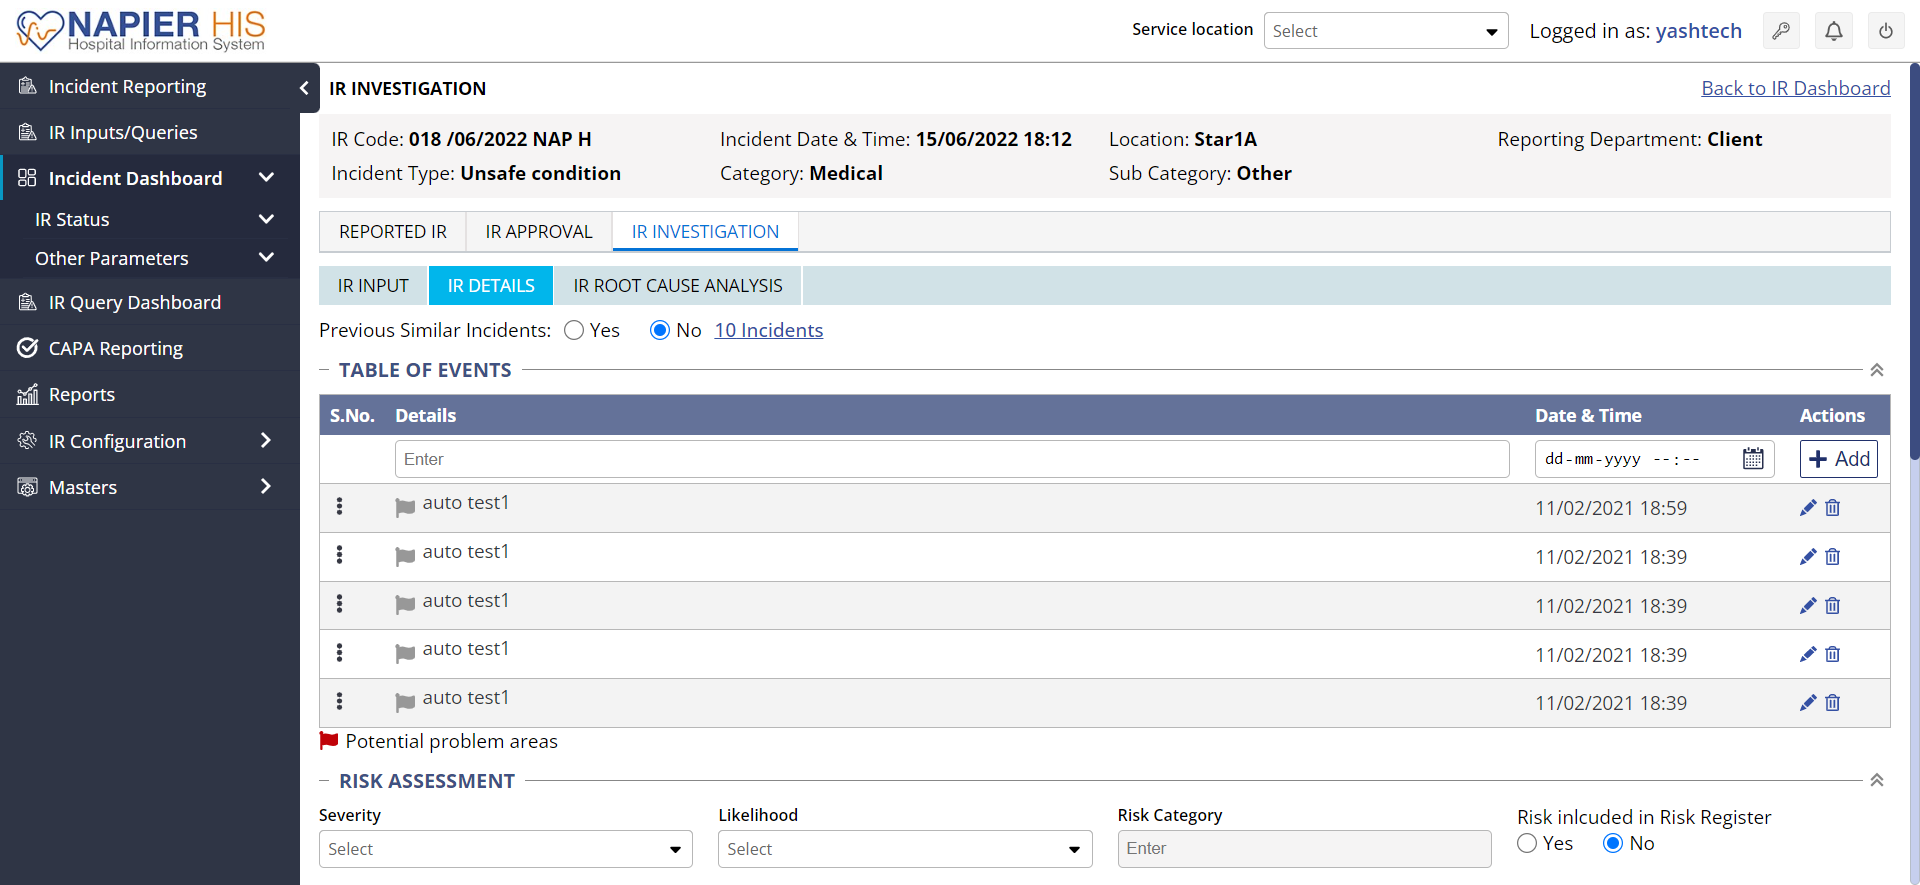 NAPIER HIS
Hospital Information System
Service location
Select
Logged in as: yashtech
Incident Reporting
IR Inputs/Queries
Incident Dashboard
IR Status
Other Parameters
IR Query Dashboard
CAPA Reporting
Reports
IR Configuration
Masters
IR INVESTIGATION
Back to IR Dashboard
IR Code: 018 /06/2022 NAP H
Incident Date & Time: 15/06/2022 18:12
Location: Star1A
Reporting Department: Client
Incident Type: Unsafe condition
Category: Medical
Sub Category: Other
REPORTED IR
IR APPROVAL
IR INVESTIGATION
IR INPUT
IR DETAILS
IR ROOT CAUSE ANALYSIS
Previous Similar Incidents: Yes No 10 Incidents
TABLE OF EVENTS
S.No. Details Date & Time Actions
Enter dd-mm-yyyy --:-- Add
auto test1 11/02/2021 18:59
auto test1 11/02/2021 18:39
auto test1 11/02/2021 18:39
auto test1 11/02/2021 18:39
auto test1 11/02/2021 18:39
Potential problem areas
RISK ASSESSMENT
Severity
Select
Likelihood
Select
Risk Category
Enter
Risk inlcuded in Risk Register
Yes No